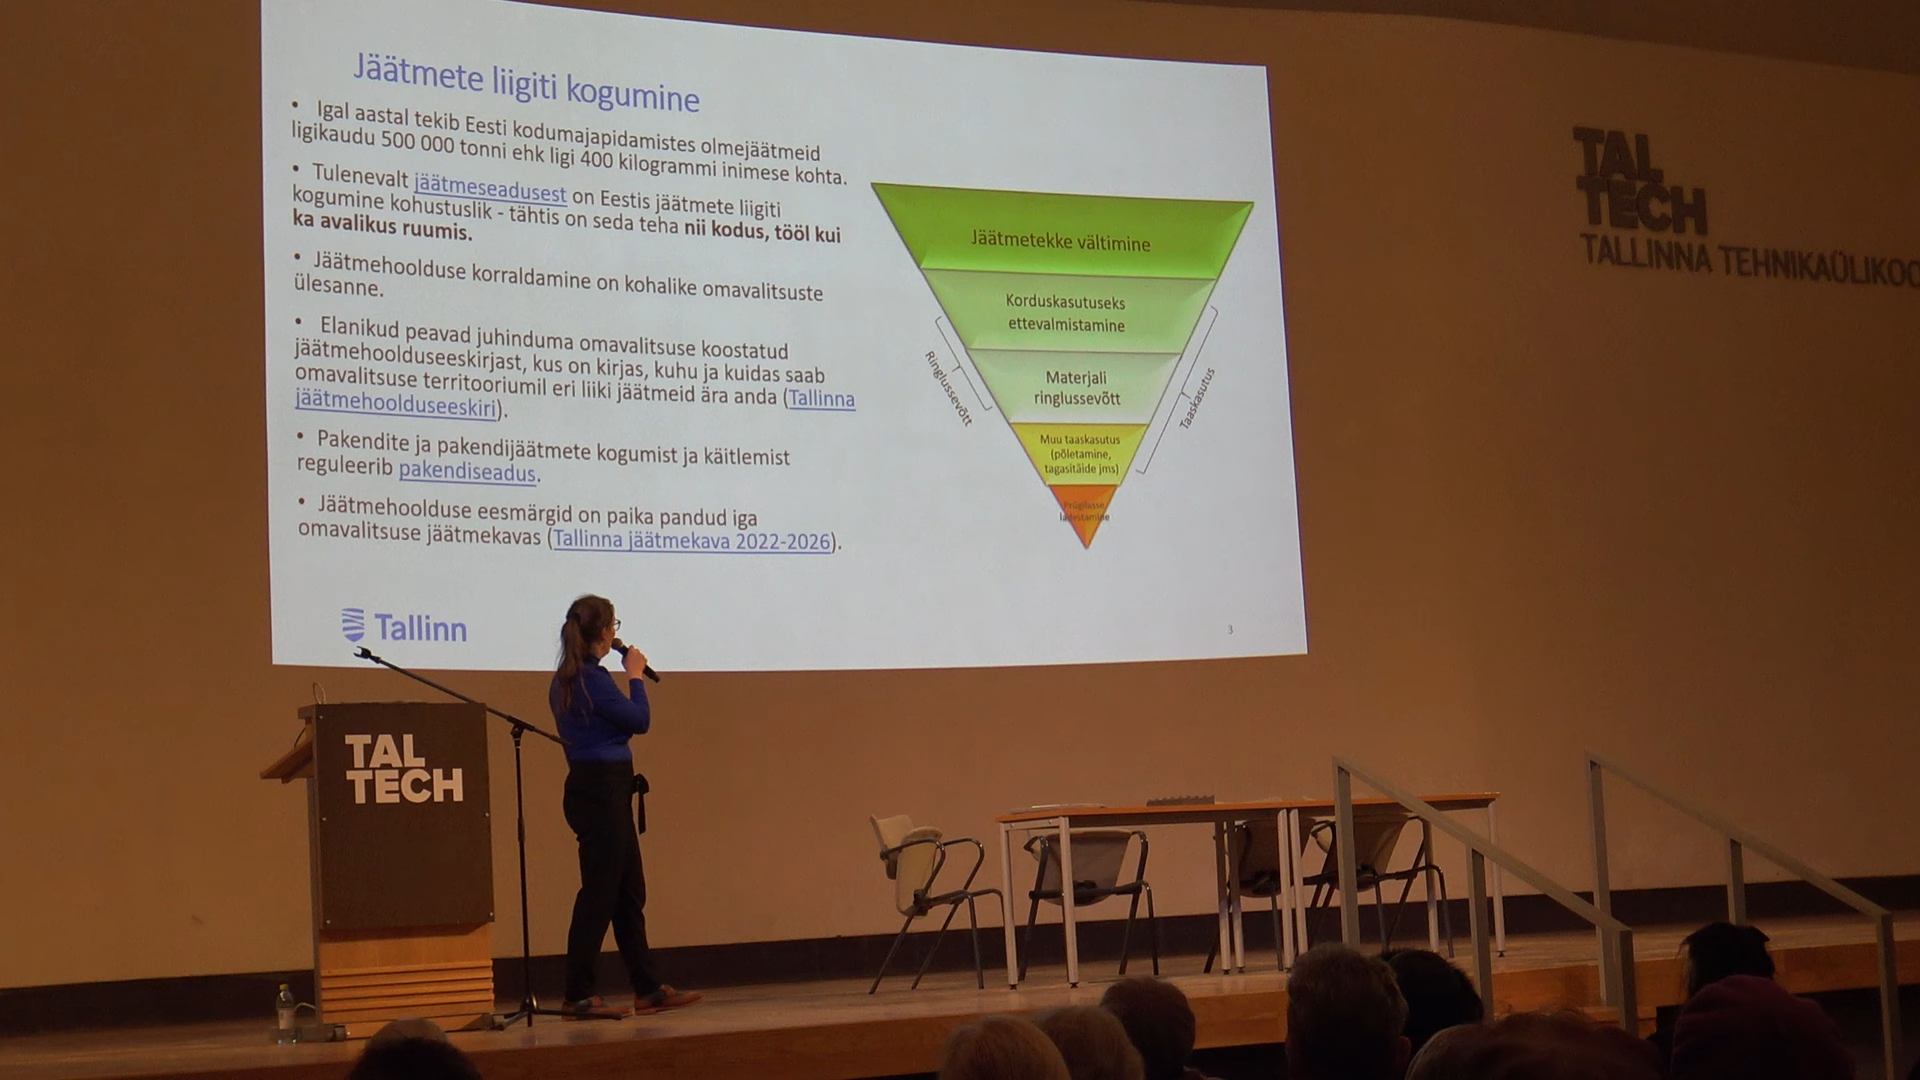 Jäätmete liigiti kogumine
• Igal aastal tekib Eesti kodumajapidamistes olmejäätmeid
ligikaudu 500 000 tonni ehk ligi 400 kilogrammi inimese kohta.
• Tulenevalt jäätmeseadusest on Eestis jäätmete liigiti
kogumine kohustuslik - tähtis on seda teha nii kodus, tööl kui
ka avalikus ruumis.
• Jäätmehoolduse korraldamine on kohalike omavalitsuste
ülesanne.
• Elanikud peavad juhinduma omavalitsuse koostatud
jäätmehoolduseeskirjast, kus on kirjas, kuhu ja kuidas saab
omavalitsuse territooriumil eri liiki jäätmeid ära anda (Tallinna
jäätmehoolduseeskiri).
• Pakendite ja pakendijäätmete kogumist ja käitlemist
reguleerib pakendiseadus.
• Jäätmehoolduse eesmärgid on paika pandud iga
omavalitsuse jäätmekavas (Tallinna jäätmekava 2022-2026).
Jäätmetekke vältimine
Korduskasutuseks
ettevalmistamine
Materjali
ringlussevõtt
Muu taaskasutus
(põletamine,
tagasitäide jms)
Prügilasse
ladestamine
Ringlussevõtt
Taaskasutus
Tallinn
3
TAL
TECH
TALLINNA TEHNIKAÜLIKOO
TAL
TECH